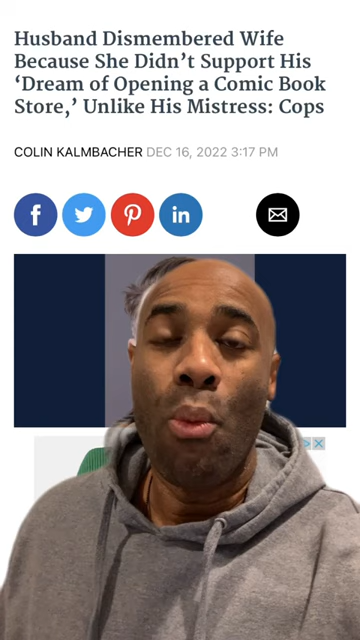 Husband Dismembered Wife
Because She Didn't Support His
'Dream of Opening a Comic Book
Store,' Unlike His Mistress: Cops
COLIN KALMBACHER DEC 16, 2022 3:17 PM